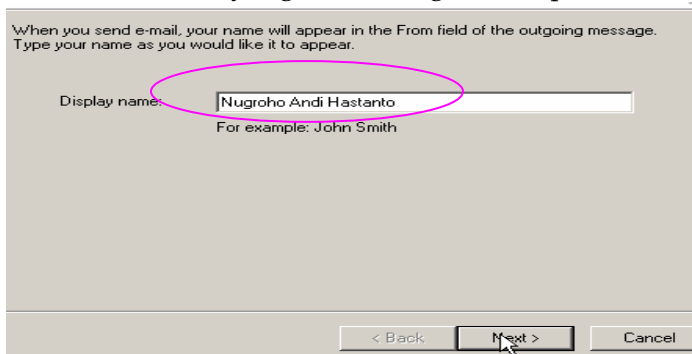 When you send e-mail, your name will appear in the From field of the outgoing message.
Type your name as you would like it to appear.
Display name: Nugroho Andi Hastanto
For example: John Smith
< Back Next > Cancel